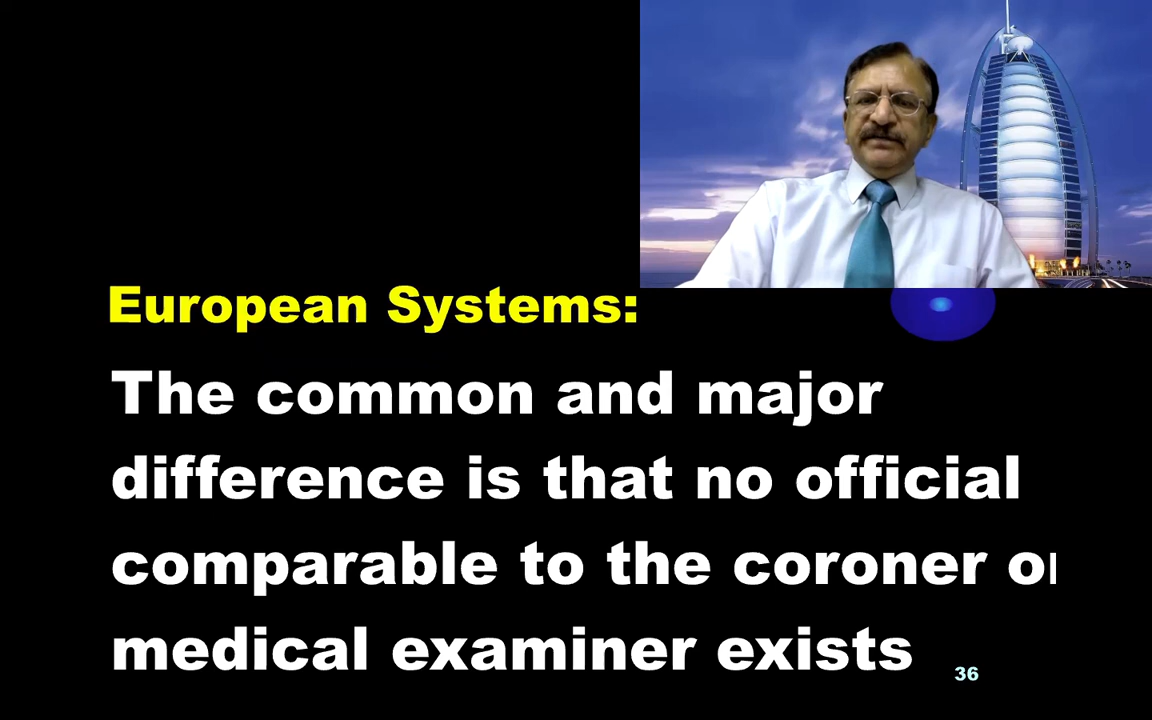 European Systems:
The common and major
difference is that no official
comparable to the coroner or
medical examiner exists
36